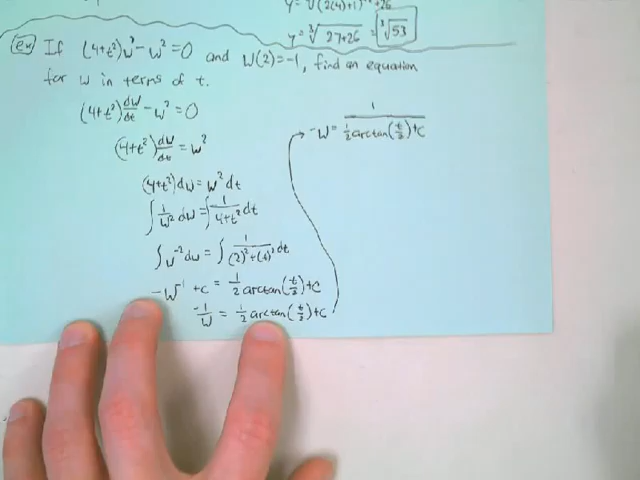 y = ∛(27+26) = ∛53
(ex) If (4+t²)w' - w² = 0 and W(2) = -1, find an equation
for w in terms of t.
(4+t²) dw/dt - w² = 0
(4+t²) dw/dt = w²
(4+t²) dw = w² dt
∫ 1/w² dw = ∫ 1/(4+t²) dt
∫ w⁻² dw = ∫ 1/((2)²+(t)²) dt
-w⁻¹ + c = 1/2 arctan(t/2) + C
-1/w = 1/2 arctan(t/2) + C
-w = 1/(1/2 arctan(t/2) + C)